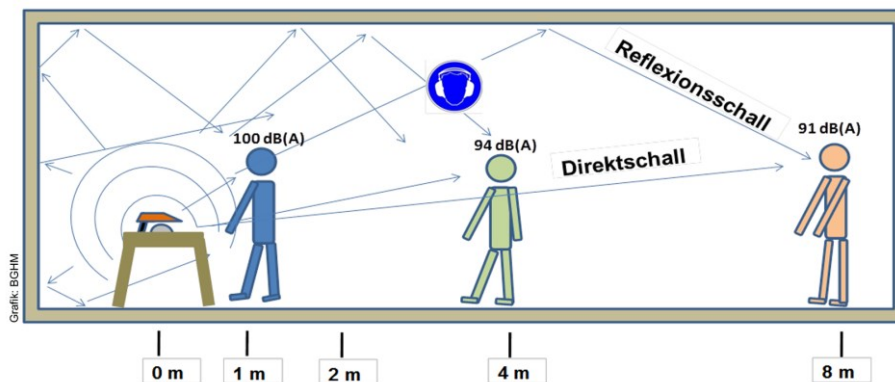 Reflexionsschall
100 dB(A)
94 dB(A)
91 dB(A)
Direktschall
Grafik: BGHM
0 m
1 m
2 m
4 m
8 m